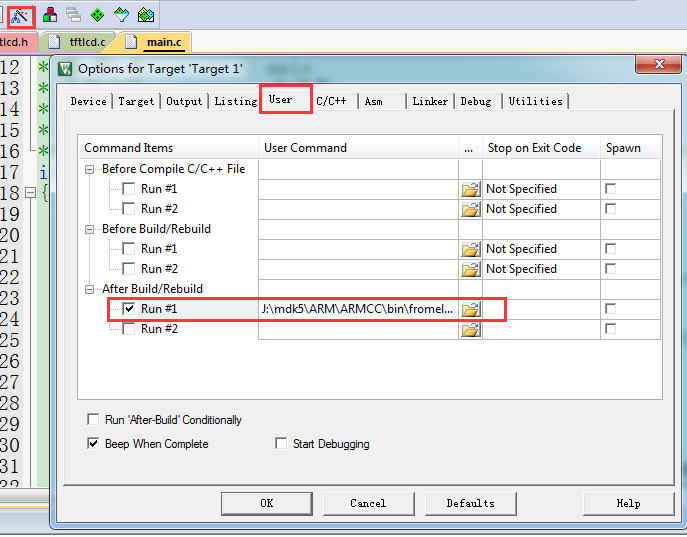 tlcd.h
tftlcd.c
main.c
12 *
13 *
14 *
15 *
16 *
17 i
18 {
19
20
21
22
23
24
25
26
27
28
29
30
31
Options for Target 'Target 1'
Device Target Output Listing User C/C++ Asm Linker Debug Utilities
Command Items User Command ... Stop on Exit Code Spawn
Before Compile C/C++ File
Run #1 Not Specified
Run #2 Not Specified
Before Build/Rebuild
Run #1 Not Specified
Run #2 Not Specified
After Build/Rebuild
Run #1 J:\mdk5\ARM\ARMCC\bin\fromel...
Run #2
Run 'After-Build' Conditionally
Beep When Complete Start Debugging
OK Cancel Defaults Help